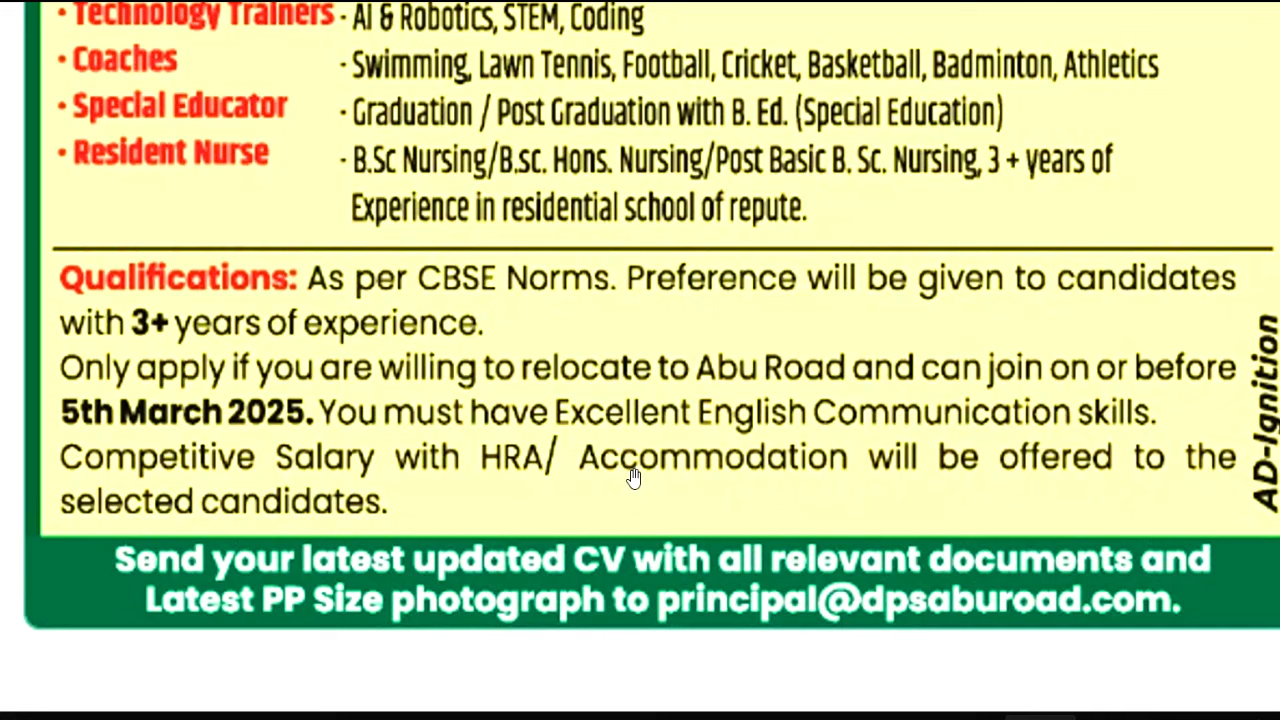 · Technology Trainers · AI & Robotics, STEM, Coding
· Coaches · Swimming, Lawn Tennis, Football, Cricket, Basketball, Badminton, Athletics
· Special Educator · Graduation / Post Graduation with B. Ed. (Special Education)
· Resident Nurse · B.Sc Nursing/B.sc. Hons. Nursing/Post Basic B. Sc. Nursing, 3 + years of
Experience in residential school of repute.
Qualifications: As per CBSE Norms. Preference will be given to candidates
with 3+ years of experience.
Only apply if you are willing to relocate to Abu Road and can join on or before
5th March 2025. You must have Excellent English Communication skills.
Competitive Salary with HRA/ Accommodation will be offered to the
selected candidates.
AD-Ignition
Send your latest updated CV with all relevant documents and
Latest PP Size photograph to principal@dpsaburoad.com.